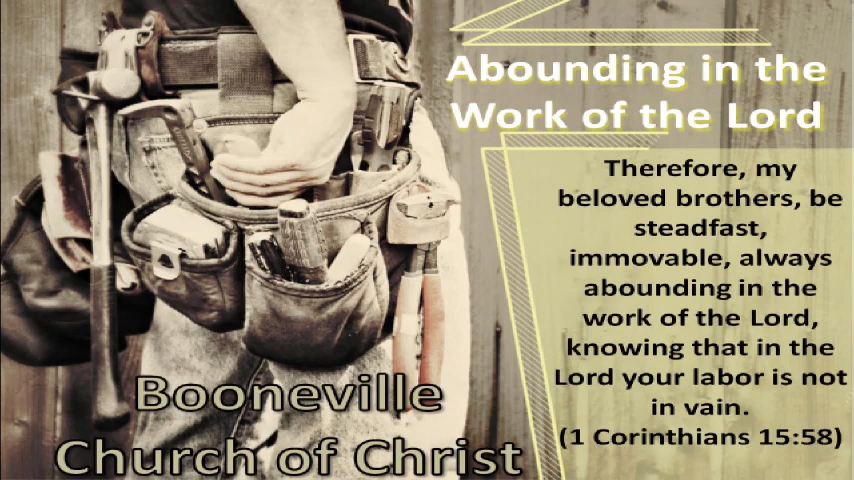 Abounding in the
Work of the Lord
Therefore, my
beloved brothers, be
steadfast,
immovable, always
abounding in the
work of the Lord,
knowing that in the
Lord your labor is not
in vain.
(1 Corinthians 15:58)
Booneville
Church of Christ